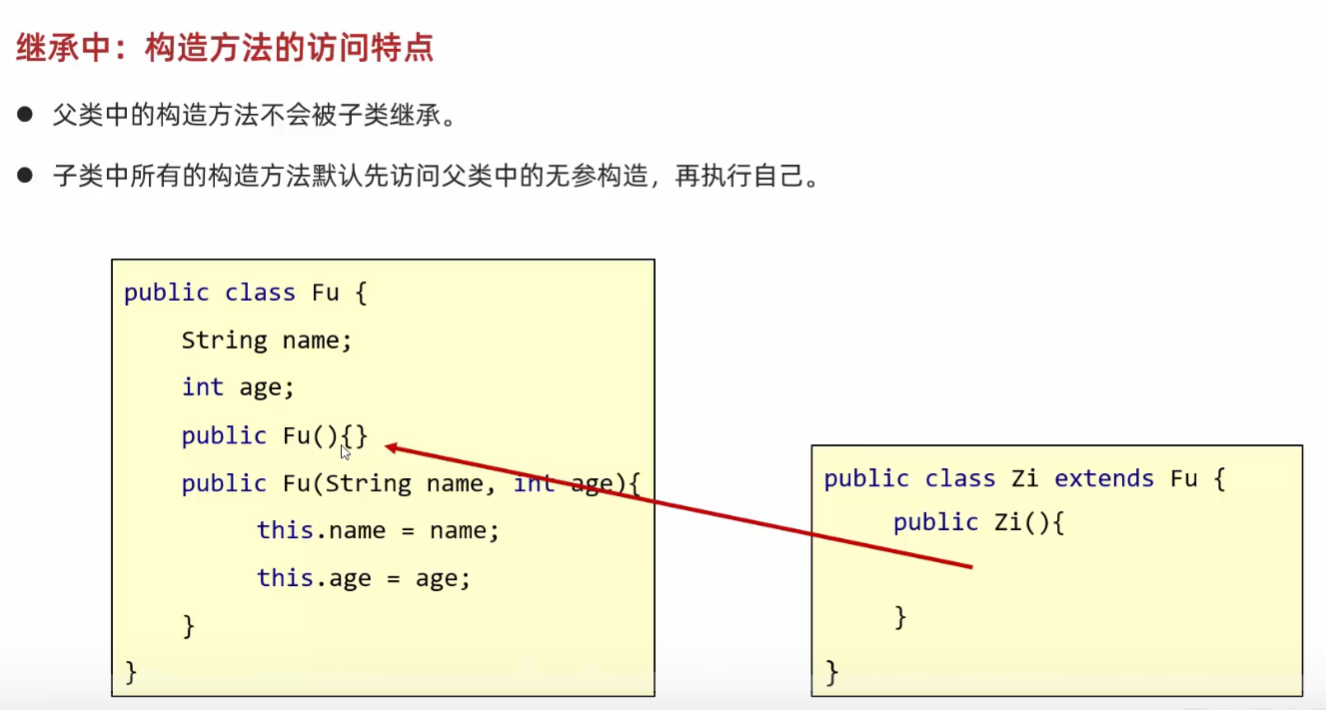 继承中：构造方法的访问特点
● 父类中的构造方法不会被子类继承。
● 子类中所有的构造方法默认先访问父类中的无参构造，再执行自己。
public class Fu {
String name;
int age;
public Fu(){}
public Fu(String name, int age){
this.name = name;
this.age = age;
}
}
public class Zi extends Fu {
public Zi(){
}
}